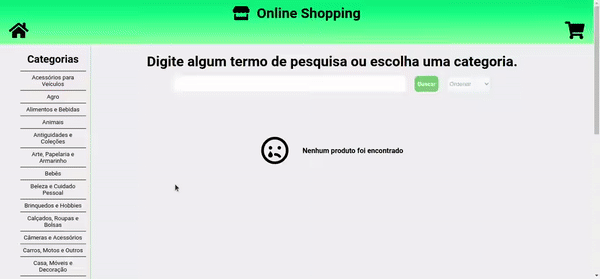 Online Shopping
Categorias
Digite algum termo de pesquisa ou escolha uma categoria.
Buscar
Ordenar
Nenhum produto foi encontrado
Acessórios para
Veículos
Agro
Alimentos e Bebidas
Animais
Antiguidades e
Coleções
Arte, Papelaria e
Armarinho
Bebês
Beleza e Cuidado
Pessoal
Brinquedos e Hobbies
Calçados, Roupas e
Bolsas
Câmeras e Acessórios
Carros, Motos e Outros
Casa, Móveis e
Decoração